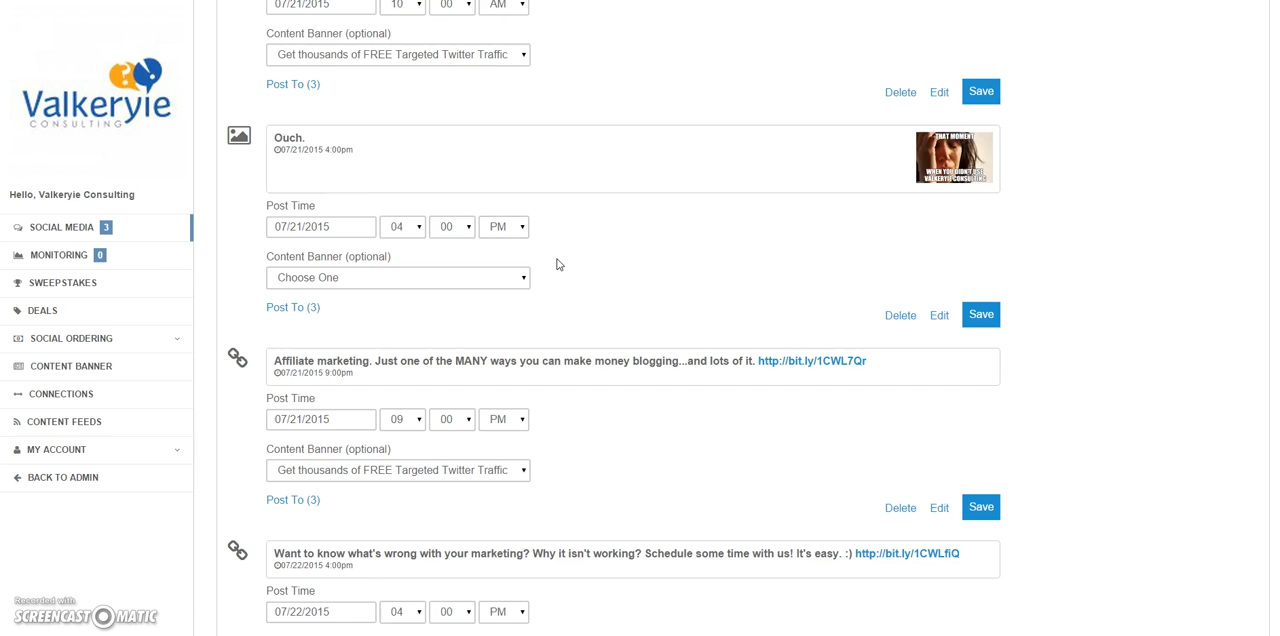 07/21/2015 10 00 AM
Content Banner (optional)
Get thousands of FREE Targeted Twitter Traffic
Post To (3)
Delete Edit Save
Valkeryie
CONSULTING
Hello, Valkeryie Consulting
SOCIAL MEDIA 3
MONITORING 0
SWEEPSTAKES
DEALS
SOCIAL ORDERING
CONTENT BANNER
CONNECTIONS
CONTENT FEEDS
MY ACCOUNT
BACK TO ADMIN
Ouch.
07/21/2015 4:00pm
THAT MOMENT
WHEN YOU DIDN'T USE
VALKERYIE CONSULTING
Post Time
07/21/2015 04 00 PM
Content Banner (optional)
Choose One
Post To (3)
Delete Edit Save
Affiliate marketing. Just one of the MANY ways you can make money blogging...and lots of it. http://bit.ly/1CWL7Qr
07/21/2015 9:00pm
Post Time
07/21/2015 09 00 PM
Content Banner (optional)
Get thousands of FREE Targeted Twitter Traffic
Post To (3)
Delete Edit Save
Want to know what's wrong with your marketing? Why it isn't working? Schedule some time with us! It's easy. :) http://bit.ly/1CWLfiQ
07/22/2015 4:00pm
Post Time
07/22/2015 04 00 PM
Recorded with
SCREENCAST O MATIC